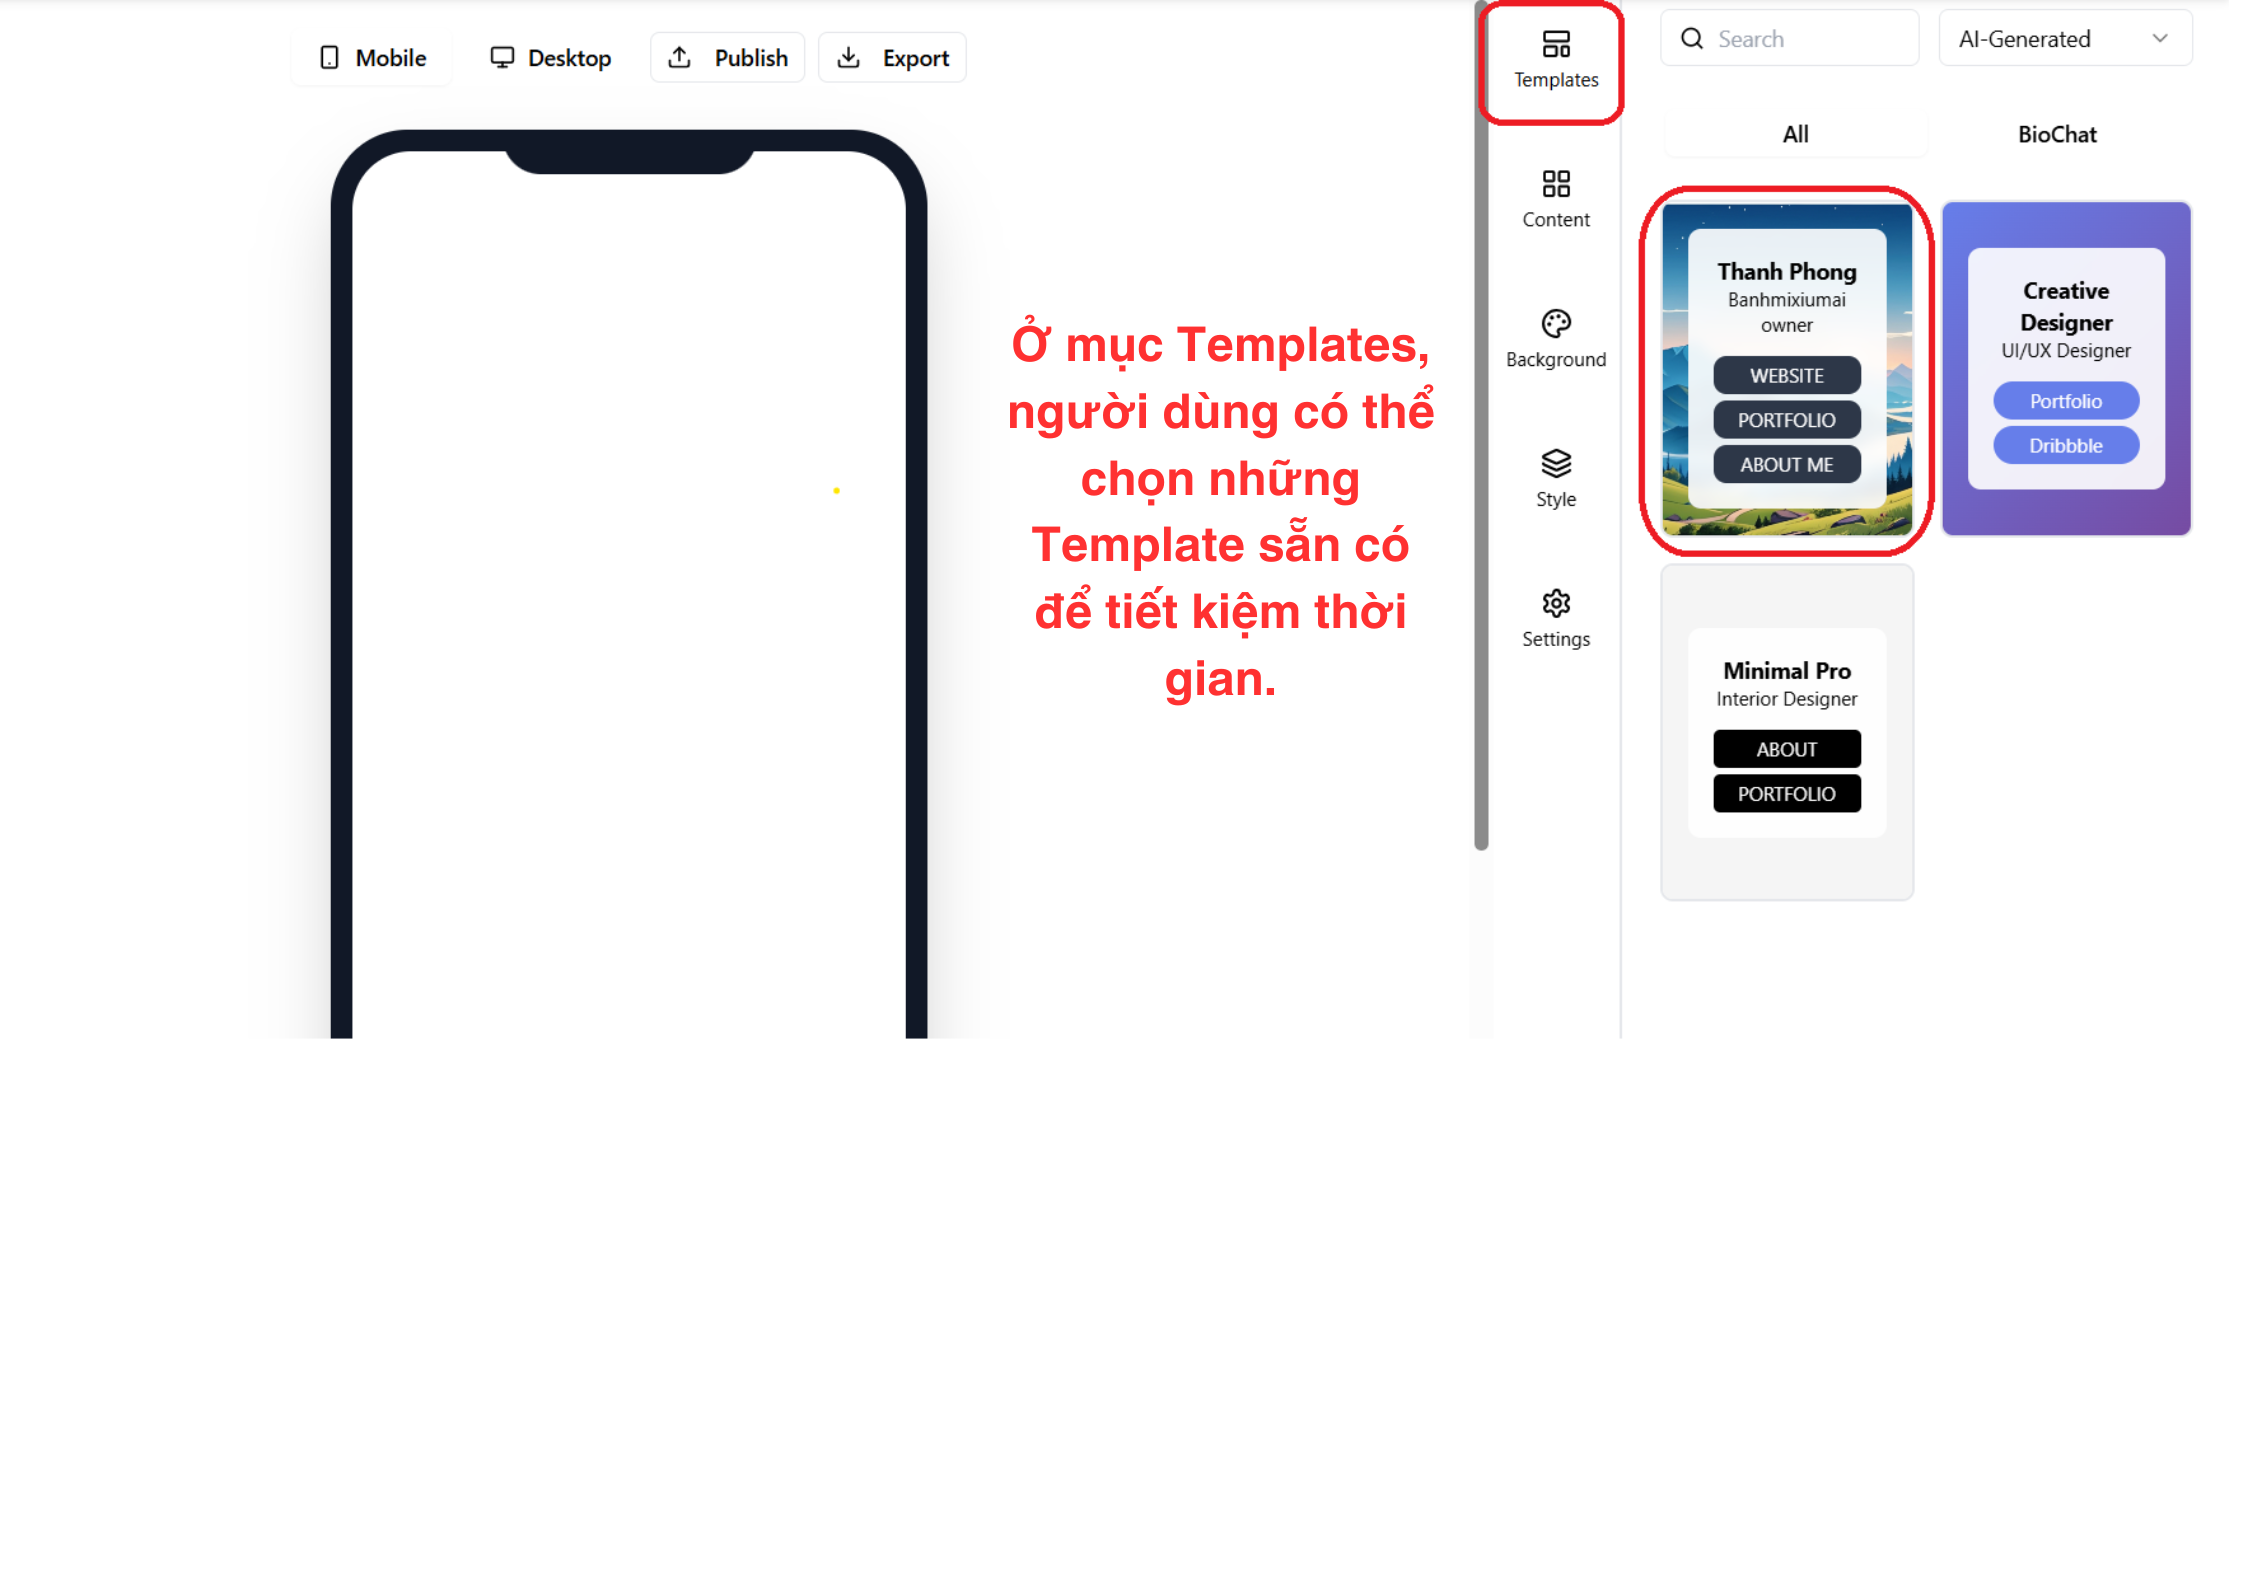 Mobile
Desktop
Publish
Export
Ở mục Templates,
người dùng có thể
chọn những
Template sẵn có
để tiết kiệm thời
gian.
Templates
Content
Background
Style
Settings
Search
AI-Generated
All
BioChat
Thanh Phong
Banhmixiumai
owner
WEBSITE
PORTFOLIO
ABOUT ME
Creative
Designer
UI/UX Designer
Portfolio
Dribbble
Minimal Pro
Interior Designer
ABOUT
PORTFOLIO